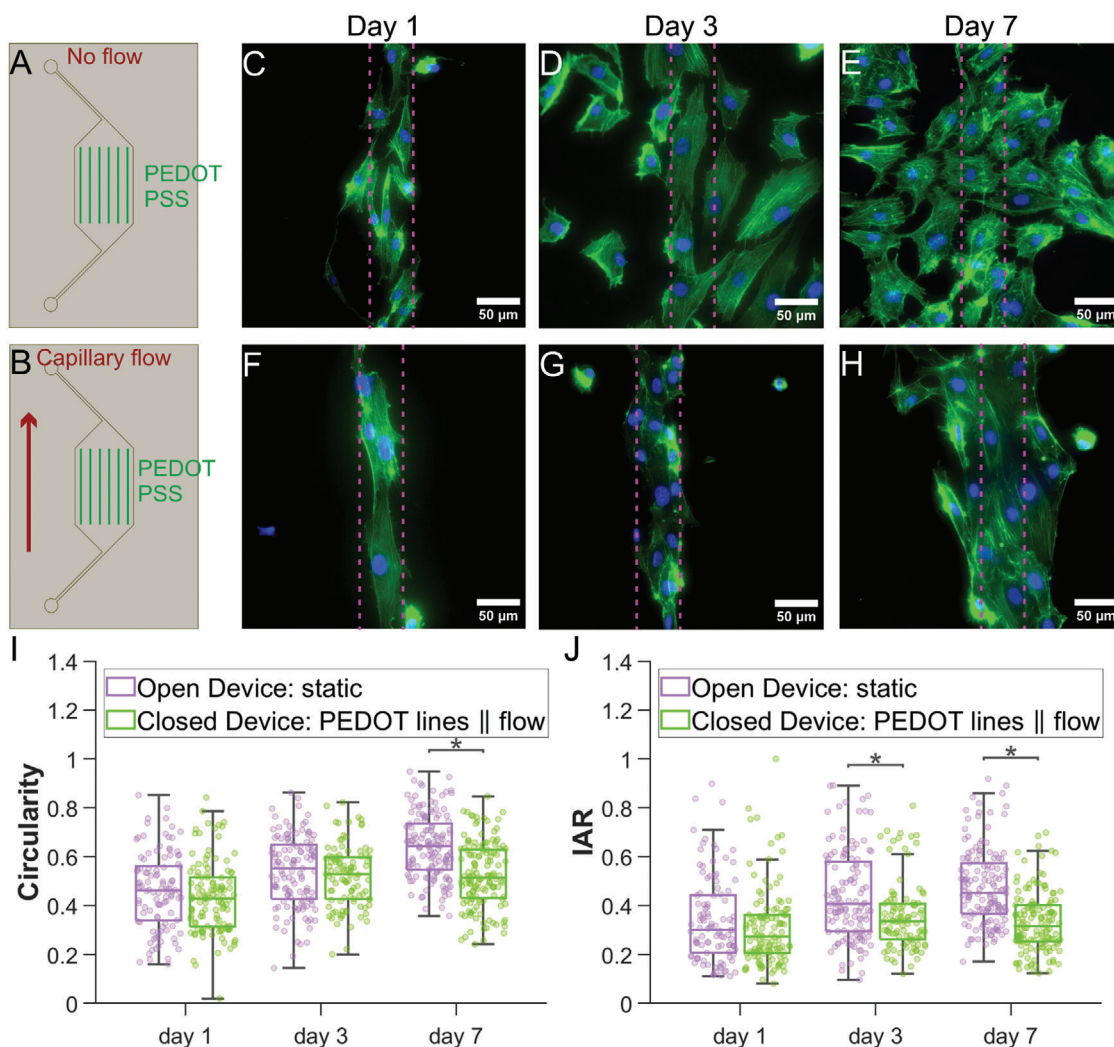 Day 1
Day 3
Day 7
A
No flow
PEDOT
PSS
C
50 µm
D
50 µm
E
50 µm
B
Capillary flow
PEDOT
PSS
F
50 µm
G
50 µm
H
50 µm
I
1.4
1.2
1
0.8
0.6
0.4
0.2
0
Circularity
Open Device: static
Closed Device: PEDOT lines || flow
*
day 1
day 3
day 7
J
1.4
1.2
1
0.8
0.6
0.4
0.2
0
IAR
Open Device: static
Closed Device: PEDOT lines || flow
*
*
day 1
day 3
day 7